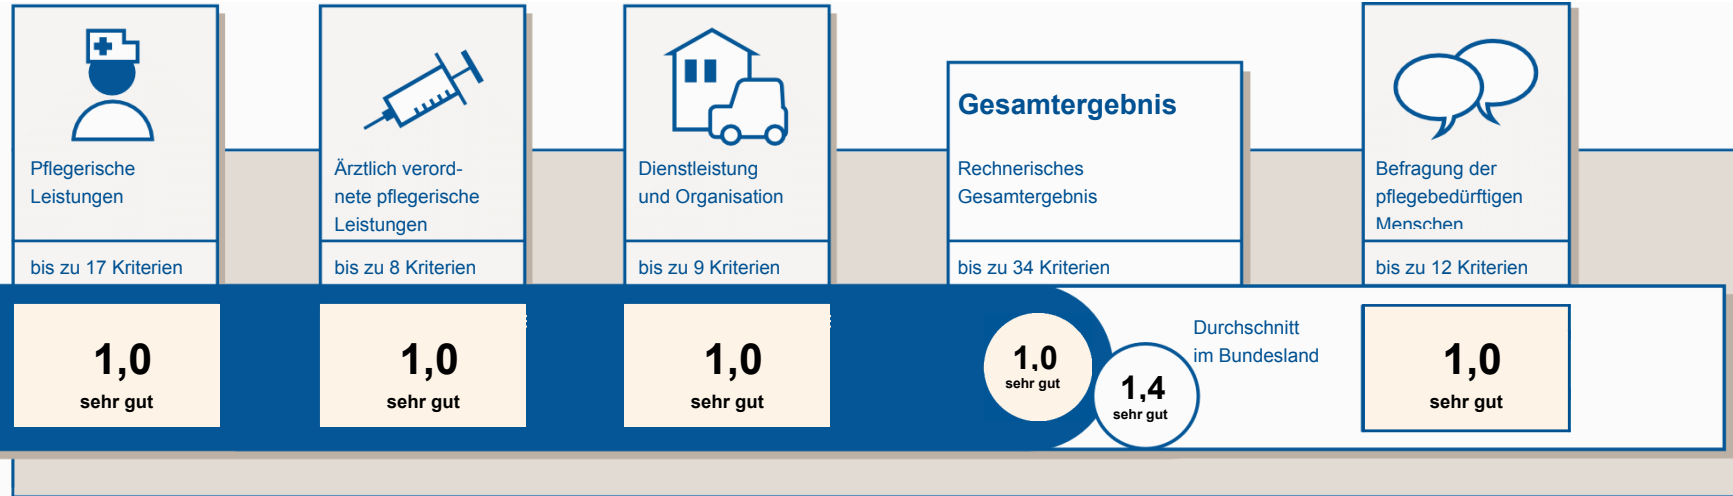 Pflegerische
Leistungen
bis zu 17 Kriterien
1,0
sehr gut
Ärztlich verord-
nete pflegerische
Leistungen
bis zu 8 Kriterien
1,0
sehr gut
Dienstleistung
und Organisation
bis zu 9 Kriterien
1,0
sehr gut
Gesamtergebnis
Rechnerisches
Gesamtergebnis
bis zu 34 Kriterien
1,0
sehr gut
1,4
sehr gut
Durchschnitt
im Bundesland
Befragung der
pflegebedürftigen
Menschen
bis zu 12 Kriterien
1,0
sehr gut